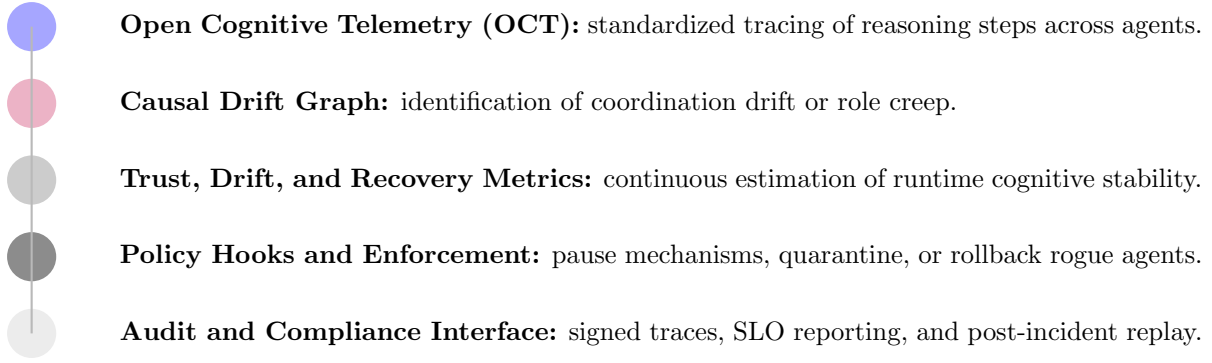 Open Cognitive Telemetry (OCT): standardized tracing of reasoning steps across agents.
Causal Drift Graph: identification of coordination drift or role creep.
Trust, Drift, and Recovery Metrics: continuous estimation of runtime cognitive stability.
Policy Hooks and Enforcement: pause mechanisms, quarantine, or rollback rogue agents.
Audit and Compliance Interface: signed traces, SLO reporting, and post-incident replay.